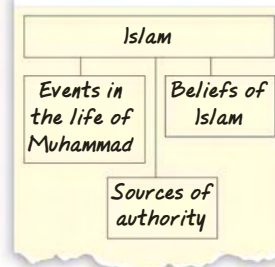 Islam
Events in
the life of
Muhammad
Beliefs of
Islam
Sources of
authority